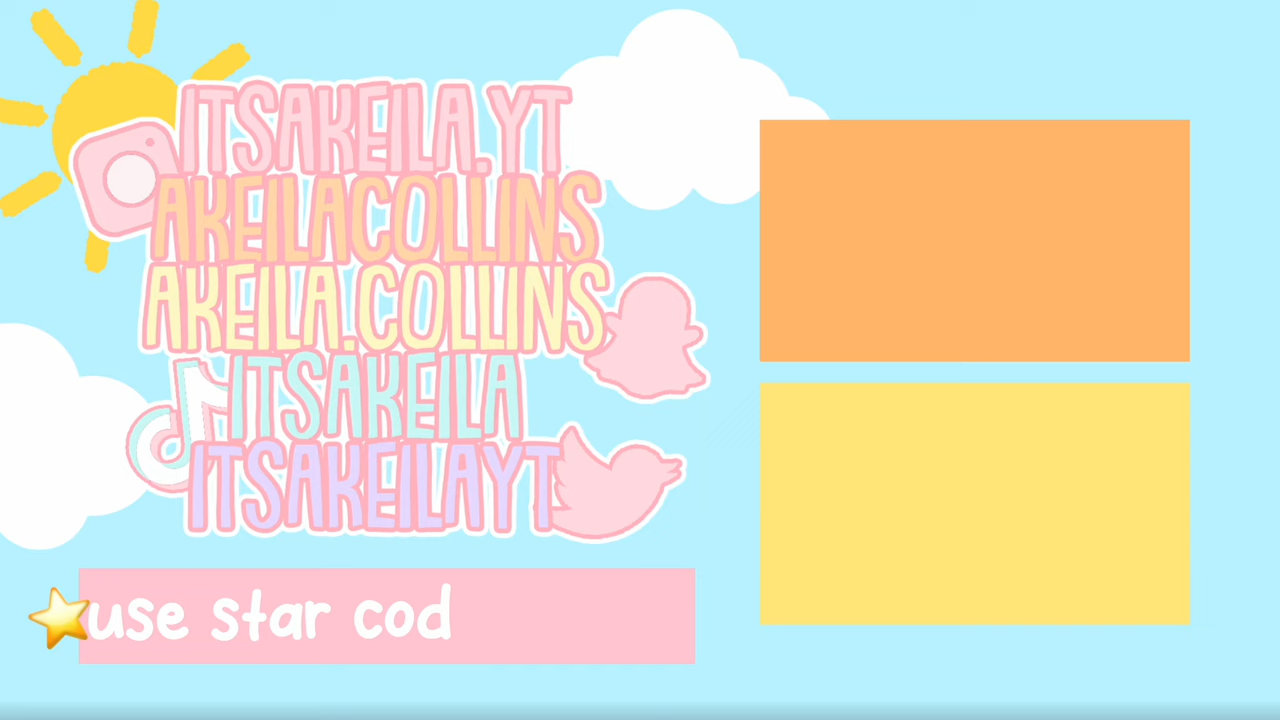 ITSAKEILA.YT
AKEILACOLLINS
AKEILA.COLLINS
ITSAKEILA
ITSAKEILAYT
use star cod